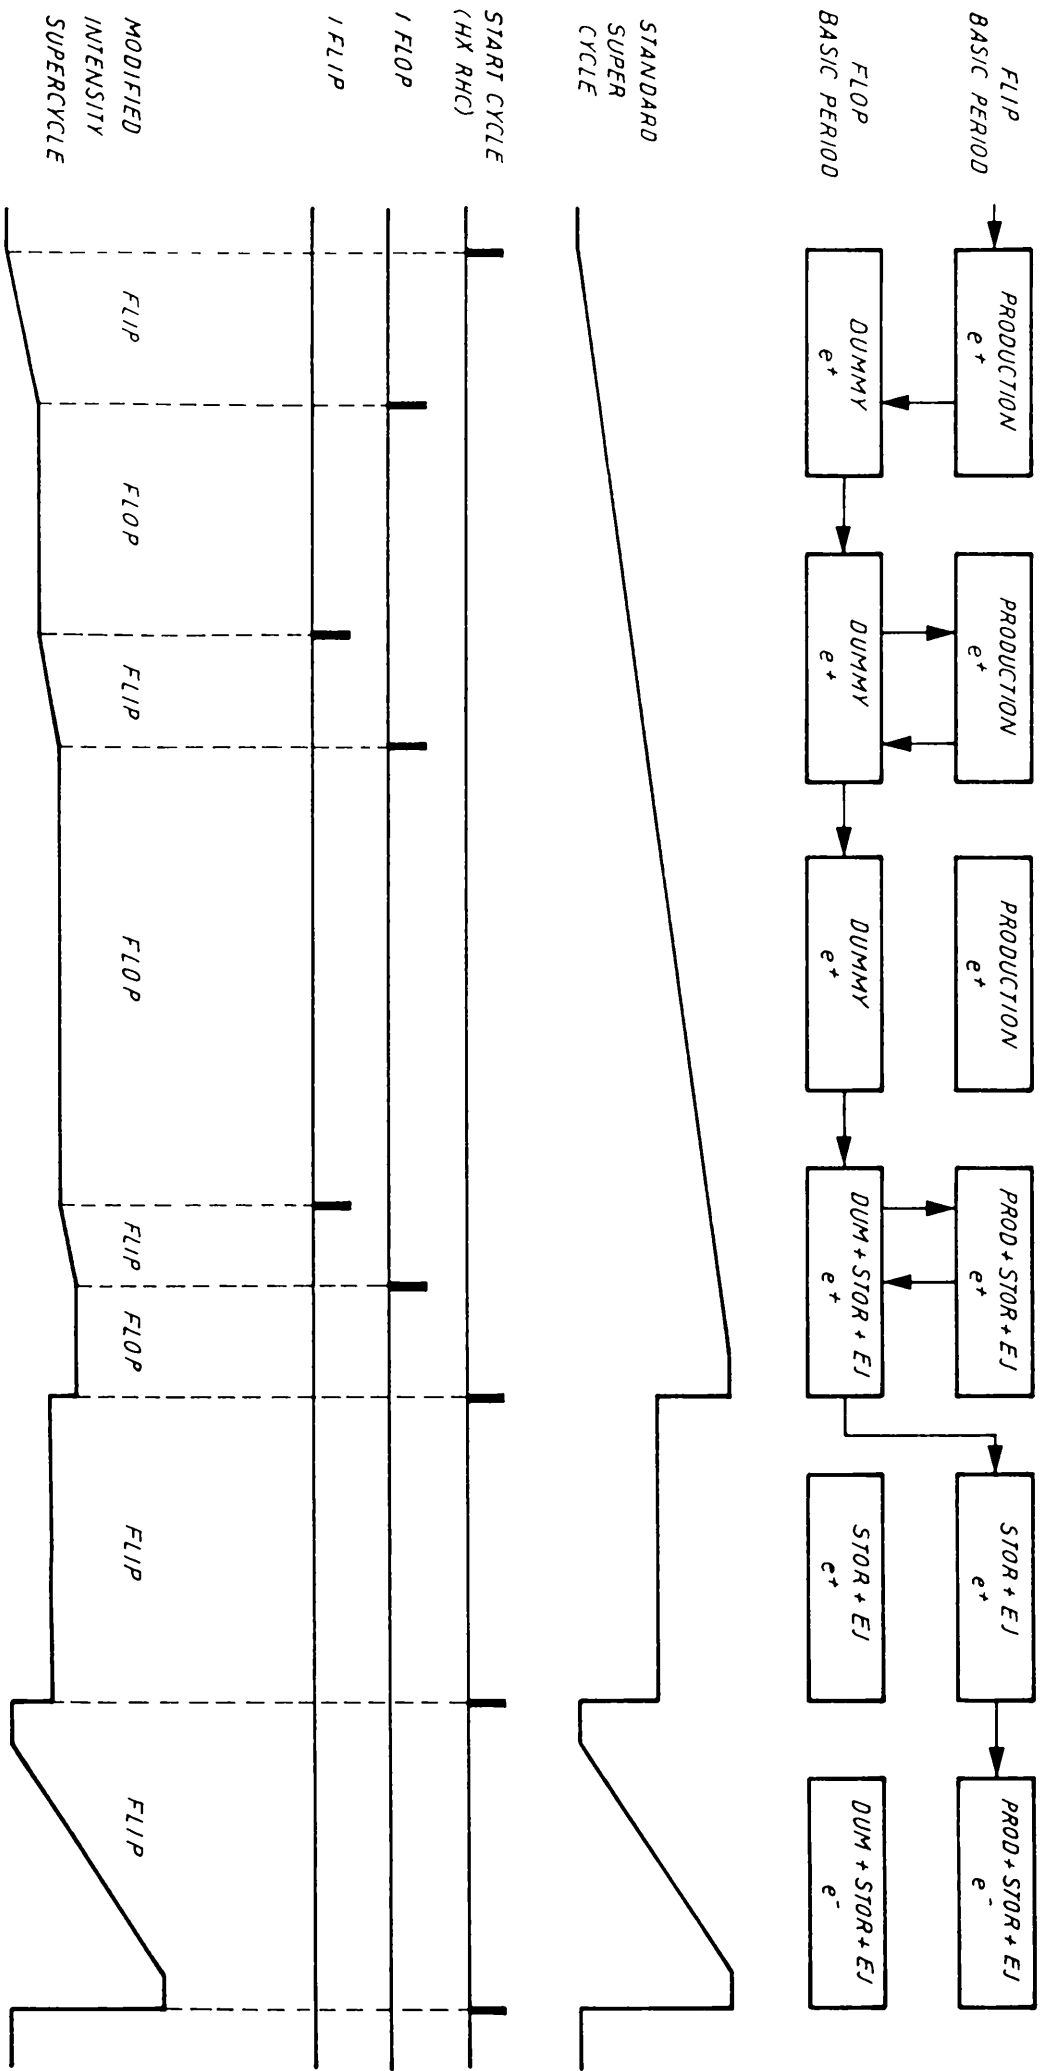 FLIP
BASIC PERIOD
PRODUCTION
e+
PRODUCTION
e+
PRODUCTION
e+
PROD + STOR + EJ
e+
STOR + EJ
e+
PROD + STOR + EJ
e-
FLOP
BASIC PERIOD
DUMMY
e+
DUMMY
e+
DUMMY
e+
DUM + STOR + EJ
e+
STOR + EJ
e+
DUM + STOR + EJ
e-
STANDARD
SUPER
CYCLE
START CYCLE
(HX RHC)
I FLOP
I FLIP
MODIFIED
INTENSITY
SUPERCYCLE
FLIP
FLOP
FLIP
FLOP
FLIP
FLOP
FLIP
FLIP